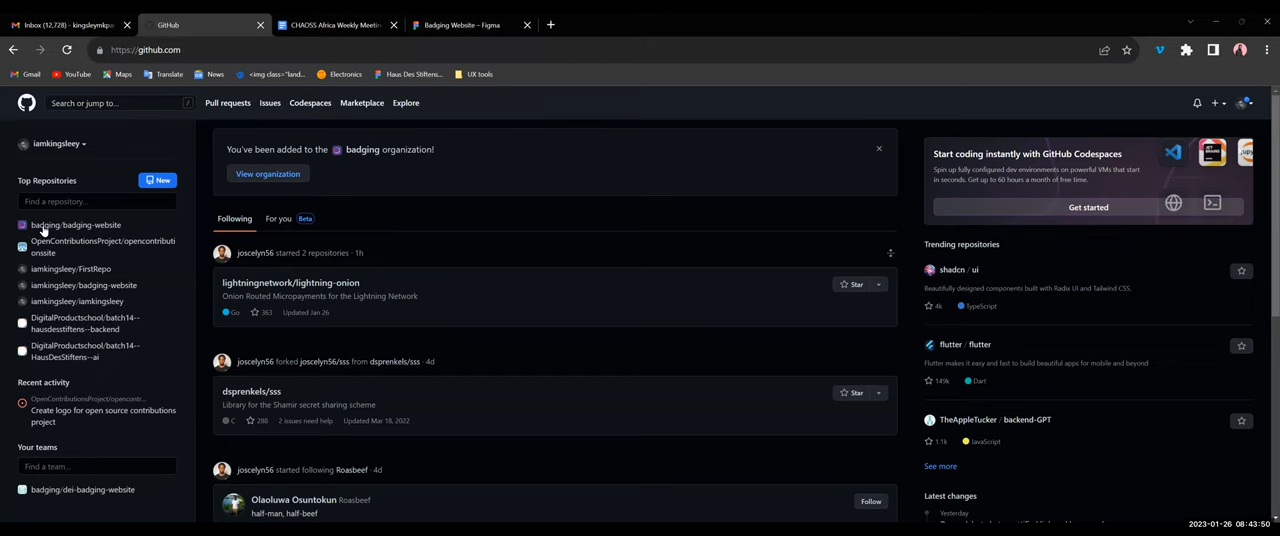 Inbox (12,728) - kingsleymkpa
GitHub
CHAOSS Africa Weekly Meetin
Badging Website – Figma
https://github.com
Gmail
YouTube
Maps
Translate
News
<img class="land...
Electronics
Haus Des Stiftens...
UX tools
Search or jump to...
/
Pull requests
Issues
Codespaces
Marketplace
Explore
iamkingsleey
Top Repositories
New
Find a repository...
badging/badging-website
OpenContributionsProject/opencontributi
onssite
iamkingsleey/FirstRepo
iamkingsleey/badging-website
iamkingsleey/iamkingsleey
DigitalProductschool/batch14--
hausdesstiftens--backend
DigitalProductschool/batch14--
HausDesStiftens--ai
Recent activity
OpenContributionsProject/opencontr...
Create logo for open source contributions
project
Your teams
Find a team...
badging/dei-badging-website
You've been added to the badging organization!
View organization
Following
For you
Beta
joscelyn56 starred 2 repositories · 1h
lightningnetwork/lightning-onion
Star
Onion Routed Micropayments for the Lightning Network
Go 363 Updated Jan 26
joscelyn56 forked joscelyn56/sss from dsprenkels/sss · 4d
dsprenkels/sss
Star
Library for the Shamir secret sharing scheme
C 288 2 issues need help Updated Mar 18, 2022
joscelyn56 started following Roasbeef · 4d
Olaoluwa Osuntokun Roasbeef
Follow
half-man, half-beef
Start coding instantly with GitHub Codespaces
Spin up fully configured dev environments on powerful VMs that start
in seconds. Get up to 60 hours a month of free time.
Get started
Trending repositories
shadcn / ui
Beautifully designed components built with Radix UI and Tailwind CSS.
4k TypeScript
flutter / flutter
Flutter makes it easy and fast to build beautiful apps for mobile and beyond
149k Dart
TheAppleTucker / backend-GPT
1.1k JavaScript
See more
Latest changes
Yesterday
2023-01-26 08:43:50